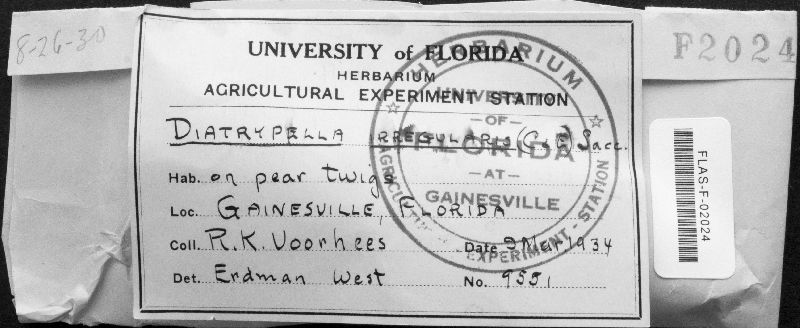 8-26-30
F2024
UNIVERSITY of FLORIDA
HERBARIUM
AGRICULTURAL EXPERIMENT STATION
DIATRYPELLA IRREGULARIS (C. & E.) Sacc.
Hab. on pear twigs
Loc. GAINESVILLE, FLORIDA
Coll. R. K. Voorhees Date 9 Mar 1934
Det. Erdman West No. 9551
HERBARIUM
UNIVERSITY
-OF-
FLORIDA
-AT-
GAINESVILLE
AGRICULTURAL EXPERIMENT-STATION
FLAS-F-02024